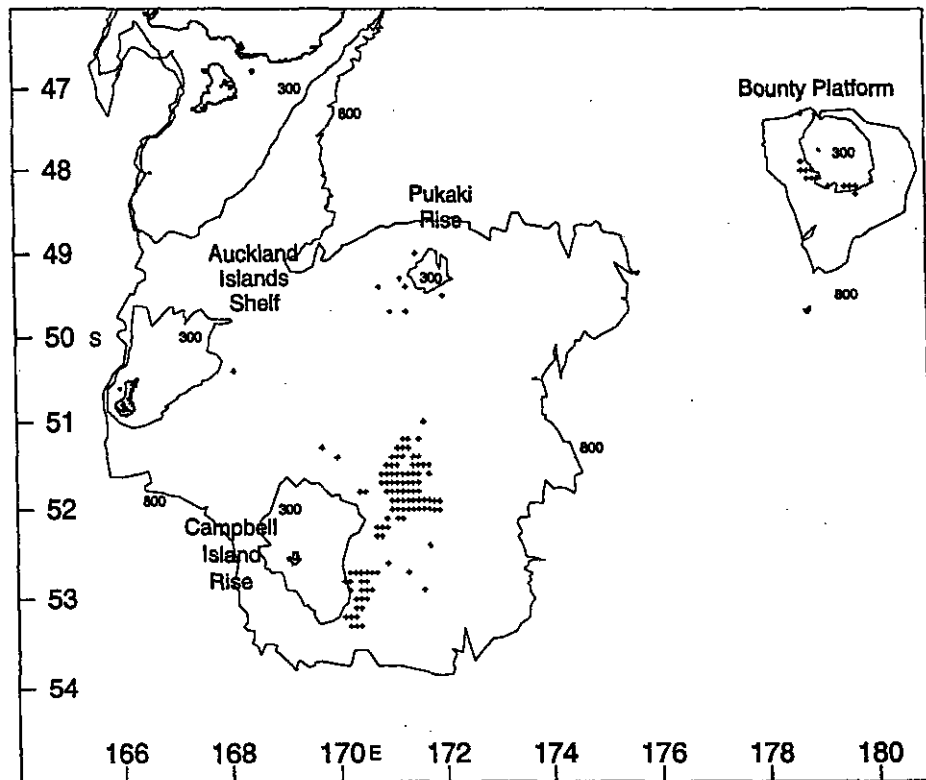 47
48
49
50 S
51
52
53
54
300
800
Bounty Platform
300
800
Pukaki
Rise
300
Auckland
Islands
Shelf
300
800
800
300
Campbell
Island
Rise
166
168
170E
172
174
176
178
180